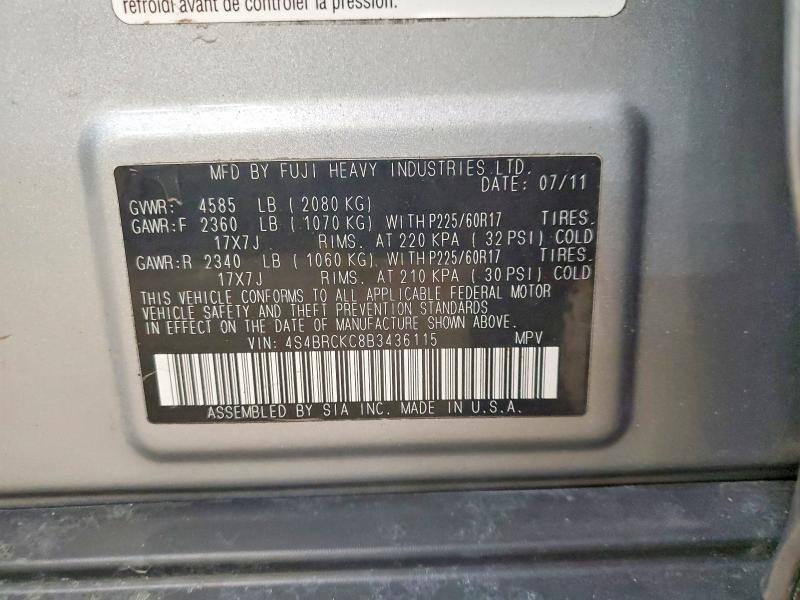 refroidi avant de contrôler la pression.
MFD BY FUJI HEAVY INDUSTRIES LTD.
DATE: 07/11
GVWR: 4585 LB ( 2080 KG)
GAWR:F 2360 LB ( 1070 KG) WITH P225/60R17 TIRES.
17X7J RIMS. AT 220 KPA ( 32 PSI) COLD
GAWR:R 2340 LB ( 1060 KG) WITH P225/60R17 TIRES.
17X7J RIMS. AT 210 KPA ( 30 PSI) COLD
THIS VEHICLE CONFORMS TO ALL APPLICABLE FEDERAL MOTOR
VEHICLE SAFETY AND THEFT PREVENTION STANDARDS
IN EFFECT ON THE DATE OF MANUFACTURE SHOWN ABOVE.
VIN: 4S4BRCKC8B3436115 MPV
ASSEMBLED BY SIA INC. MADE IN U.S.A.